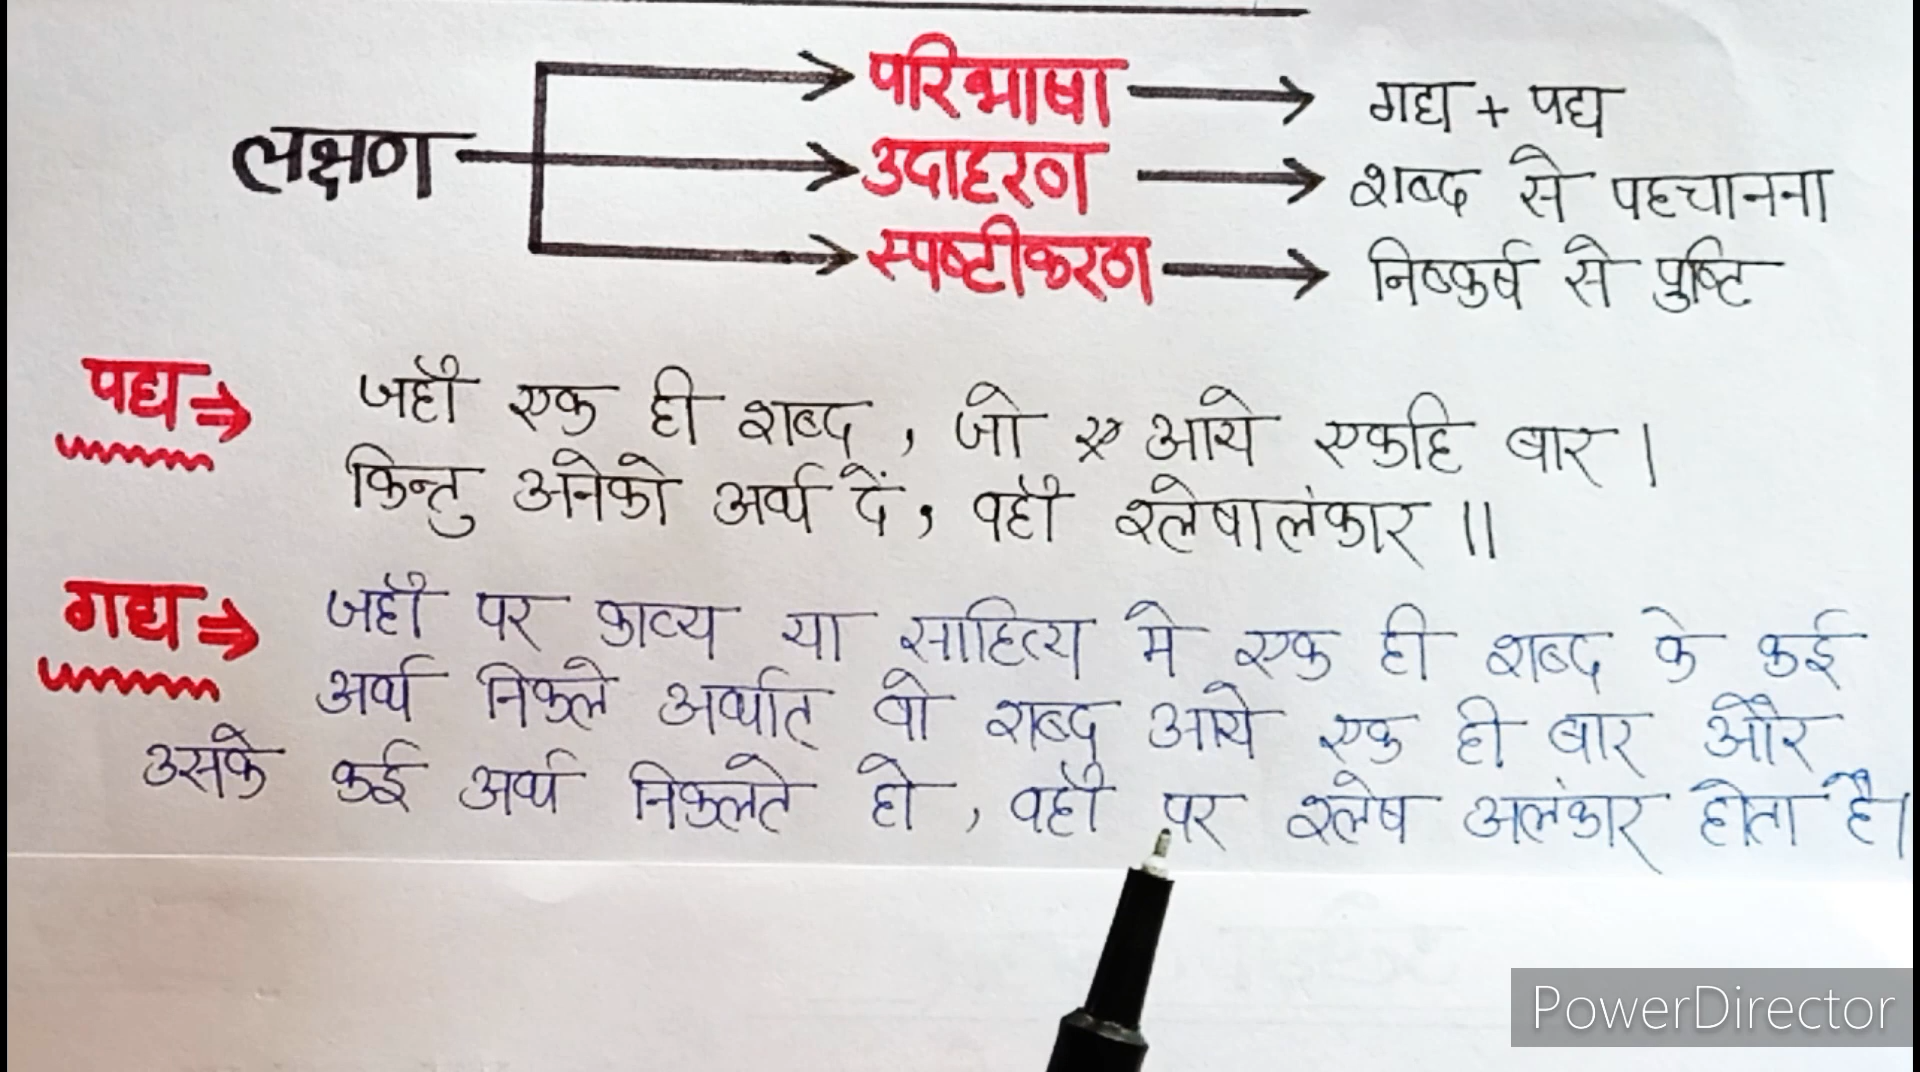 परिभाषा → गद्य + पद्य
लक्षण → उदाहरण → शब्द से पहचानना
स्पष्टीकरण → निष्कर्ष से पुष्टि
पद्य ⇒ जहाँ एक ही शब्द, जो आये एकहि बार।
किन्तु अनेको अर्थ दें, वहाँ श्लेषालंकार॥
गद्य ⇒ जहाँ पर काव्य या साहित्य मे एक ही शब्द के कई
अर्थ निकले अर्थात् वो शब्द आये एक ही बार और
उसके कई अर्थ निकलते हो, वहाँ पर श्लेष अलंकार होता है।
PowerDirector